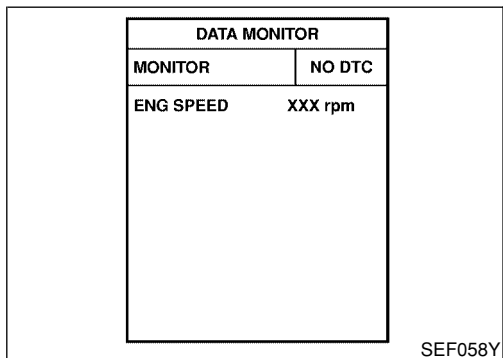 DATA MONITOR
MONITOR NO DTC
ENG SPEED XXX rpm
SEF058Y